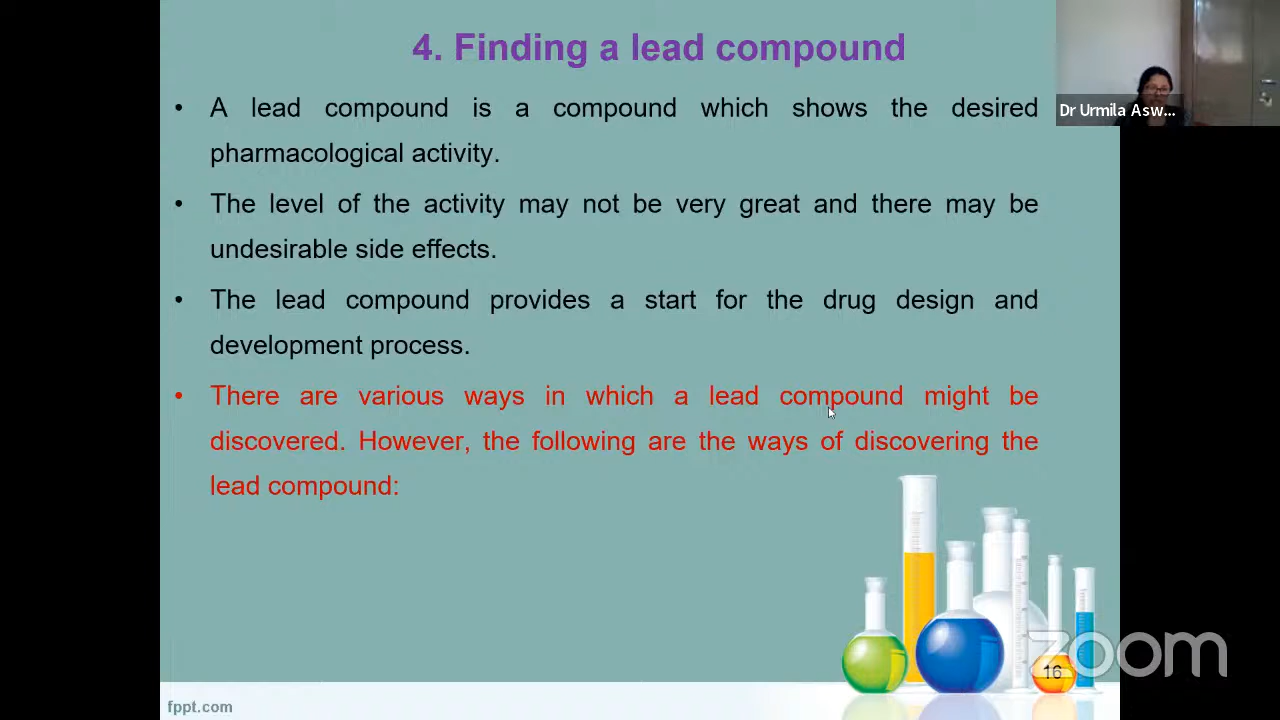 4. Finding a lead compound
• A lead compound is a compound which shows the desired
pharmacological activity.
• The level of the activity may not be very great and there may be
undesirable side effects.
• The lead compound provides a start for the drug design and
development process.
• There are various ways in which a lead compound might be
discovered. However, the following are the ways of discovering the
lead compound:
Dr Urmila Asw...
zoom
16
fppt.com